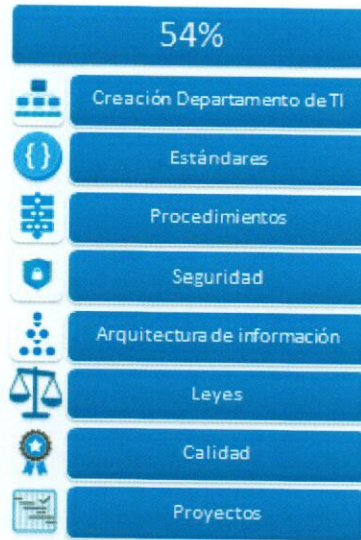 54%
Creación Departamento de TI
{ }
Estándares
Procedimientos
Seguridad
Arquitectura de información
Leyes
Calidad
Proyectos